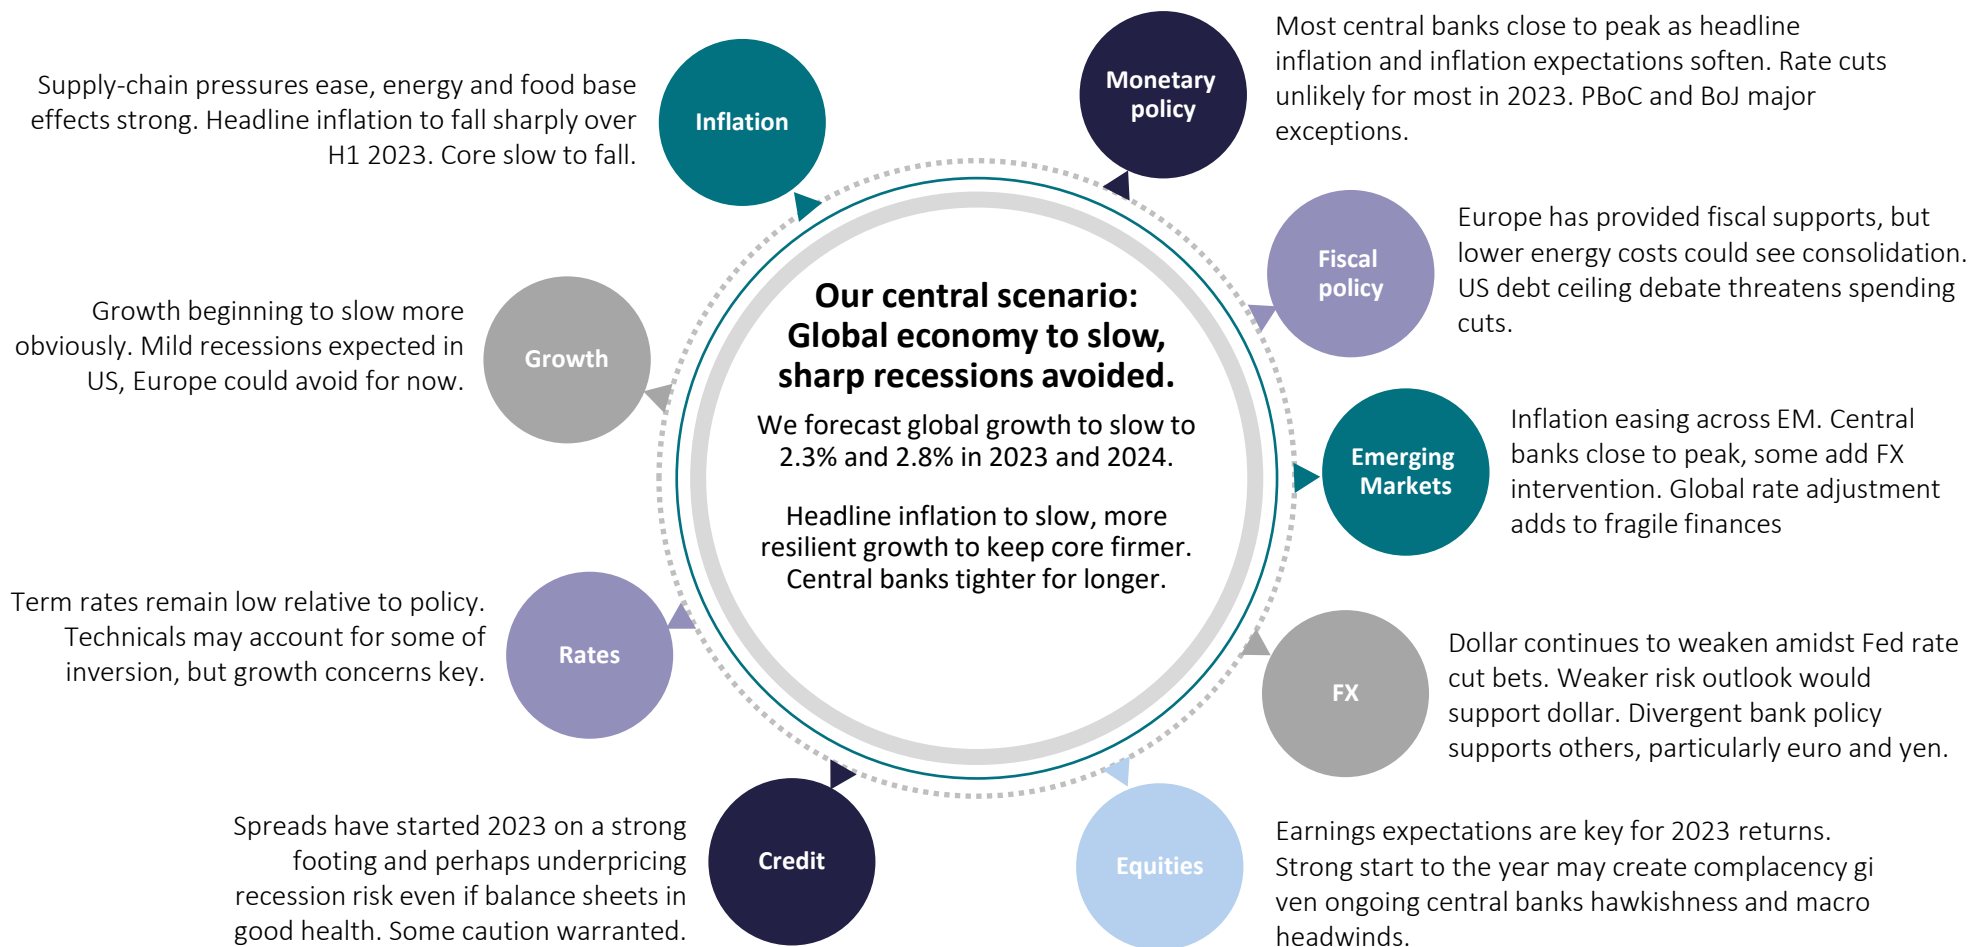 Supply-chain pressures ease, energy and food base
effects strong. Headline inflation to fall sharply over
H1 2023. Core slow to fall.
Inflation
Monetary
policy
Most central banks close to peak as headline
inflation and inflation expectations soften. Rate cuts
unlikely for most in 2023. PBoC and BoJ major
exceptions.
Growth beginning to slow more
obviously. Mild recessions expected in
US, Europe could avoid for now.
Growth
Fiscal
policy
Europe has provided fiscal supports, but
lower energy costs could see consolidation.
US debt ceiling debate threatens spending
cuts.
Our central scenario:
Global economy to slow,
sharp recessions avoided.
We forecast global growth to slow to
2.3% and 2.8% in 2023 and 2024.
Headline inflation to slow, more
resilient growth to keep core firmer.
Central banks tighter for longer.
Emerging
Markets
Inflation easing across EM. Central
banks close to peak, some add FX
intervention. Global rate adjustment
adds to fragile finances
Term rates remain low relative to policy.
Technicals may account for some of
inversion, but growth concerns key.
Rates
FX
Dollar continues to weaken amidst Fed rate
cut bets. Weaker risk outlook would
support dollar. Divergent bank policy
supports others, particularly euro and yen.
Spreads have started 2023 on a strong
footing and perhaps underpricing
recession risk even if balance sheets in
good health. Some caution warranted.
Credit
Equities
Earnings expectations are key for 2023 returns.
Strong start to the year may create complacency gi
ven ongoing central banks hawkishness and macro
headwinds.